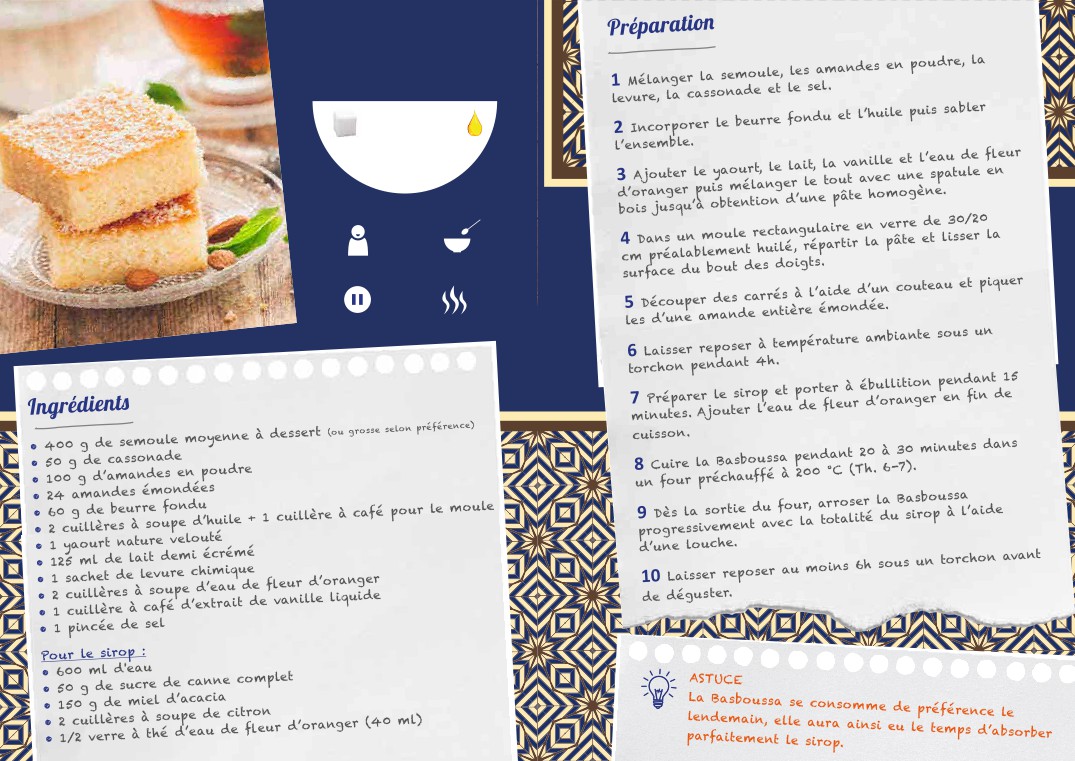 Ingrédients
400 g de semoule moyenne à dessert (ou grosse selon préférence)
50 g de cassonade
100 g d'amandes en poudre
24 amandes émondées
60 g de beurre fondu
2 cuillères à soupe d'huile + 1 cuillère à café pour le moule
1 yaourt nature velouté
125 ml de lait demi écrémé
1 sachet de levure chimique
2 cuillères à soupe d'eau de fleur d'oranger
1 cuillère à café d'extrait de vanille liquide
1 pincée de sel
Pour le sirop :
600 ml d'eau
50 g de sucre de canne complet
150 g de miel d'acacia
2 cuillères à soupe de citron
1/2 verre à thé d'eau de fleur d'oranger (40 ml)
Préparation
1 Mélanger la semoule, les amandes en poudre, la
levure, la cassonade et le sel.
2 Incorporer le beurre fondu et l'huile puis sabler
l'ensemble.
3 Ajouter le yaourt, le lait, la vanille et l'eau de fleur
d'oranger puis mélanger le tout avec une spatule en
bois jusqu'à obtention d'une pâte homogène.
4 Dans un moule rectangulaire en verre de 30/20
cm préalablement huilé, répartir la pâte et lisser la
surface du bout des doigts.
5 Découper des carrés à l'aide d'un couteau et piquer
les d'une amande entière émondée.
6 Laisser reposer à température ambiante sous un
torchon pendant 4h.
7 Préparer le sirop et porter à ébullition pendant 15
minutes. Ajouter l'eau de fleur d'oranger en fin de
cuisson.
8 Cuire la Basboussa pendant 20 à 30 minutes dans
un four préchauffé à 200 °C (Th. 6-7).
9 Dès la sortie du four, arroser la Basboussa
progressivement avec la totalité du sirop à l'aide
d'une louche.
10 Laisser reposer au moins 6h sous un torchon avant
de déguster.
ASTUCE
La Basboussa se consomme de préférence le
lendemain, elle aura ainsi eu le temps d'absorber
parfaitement le sirop.